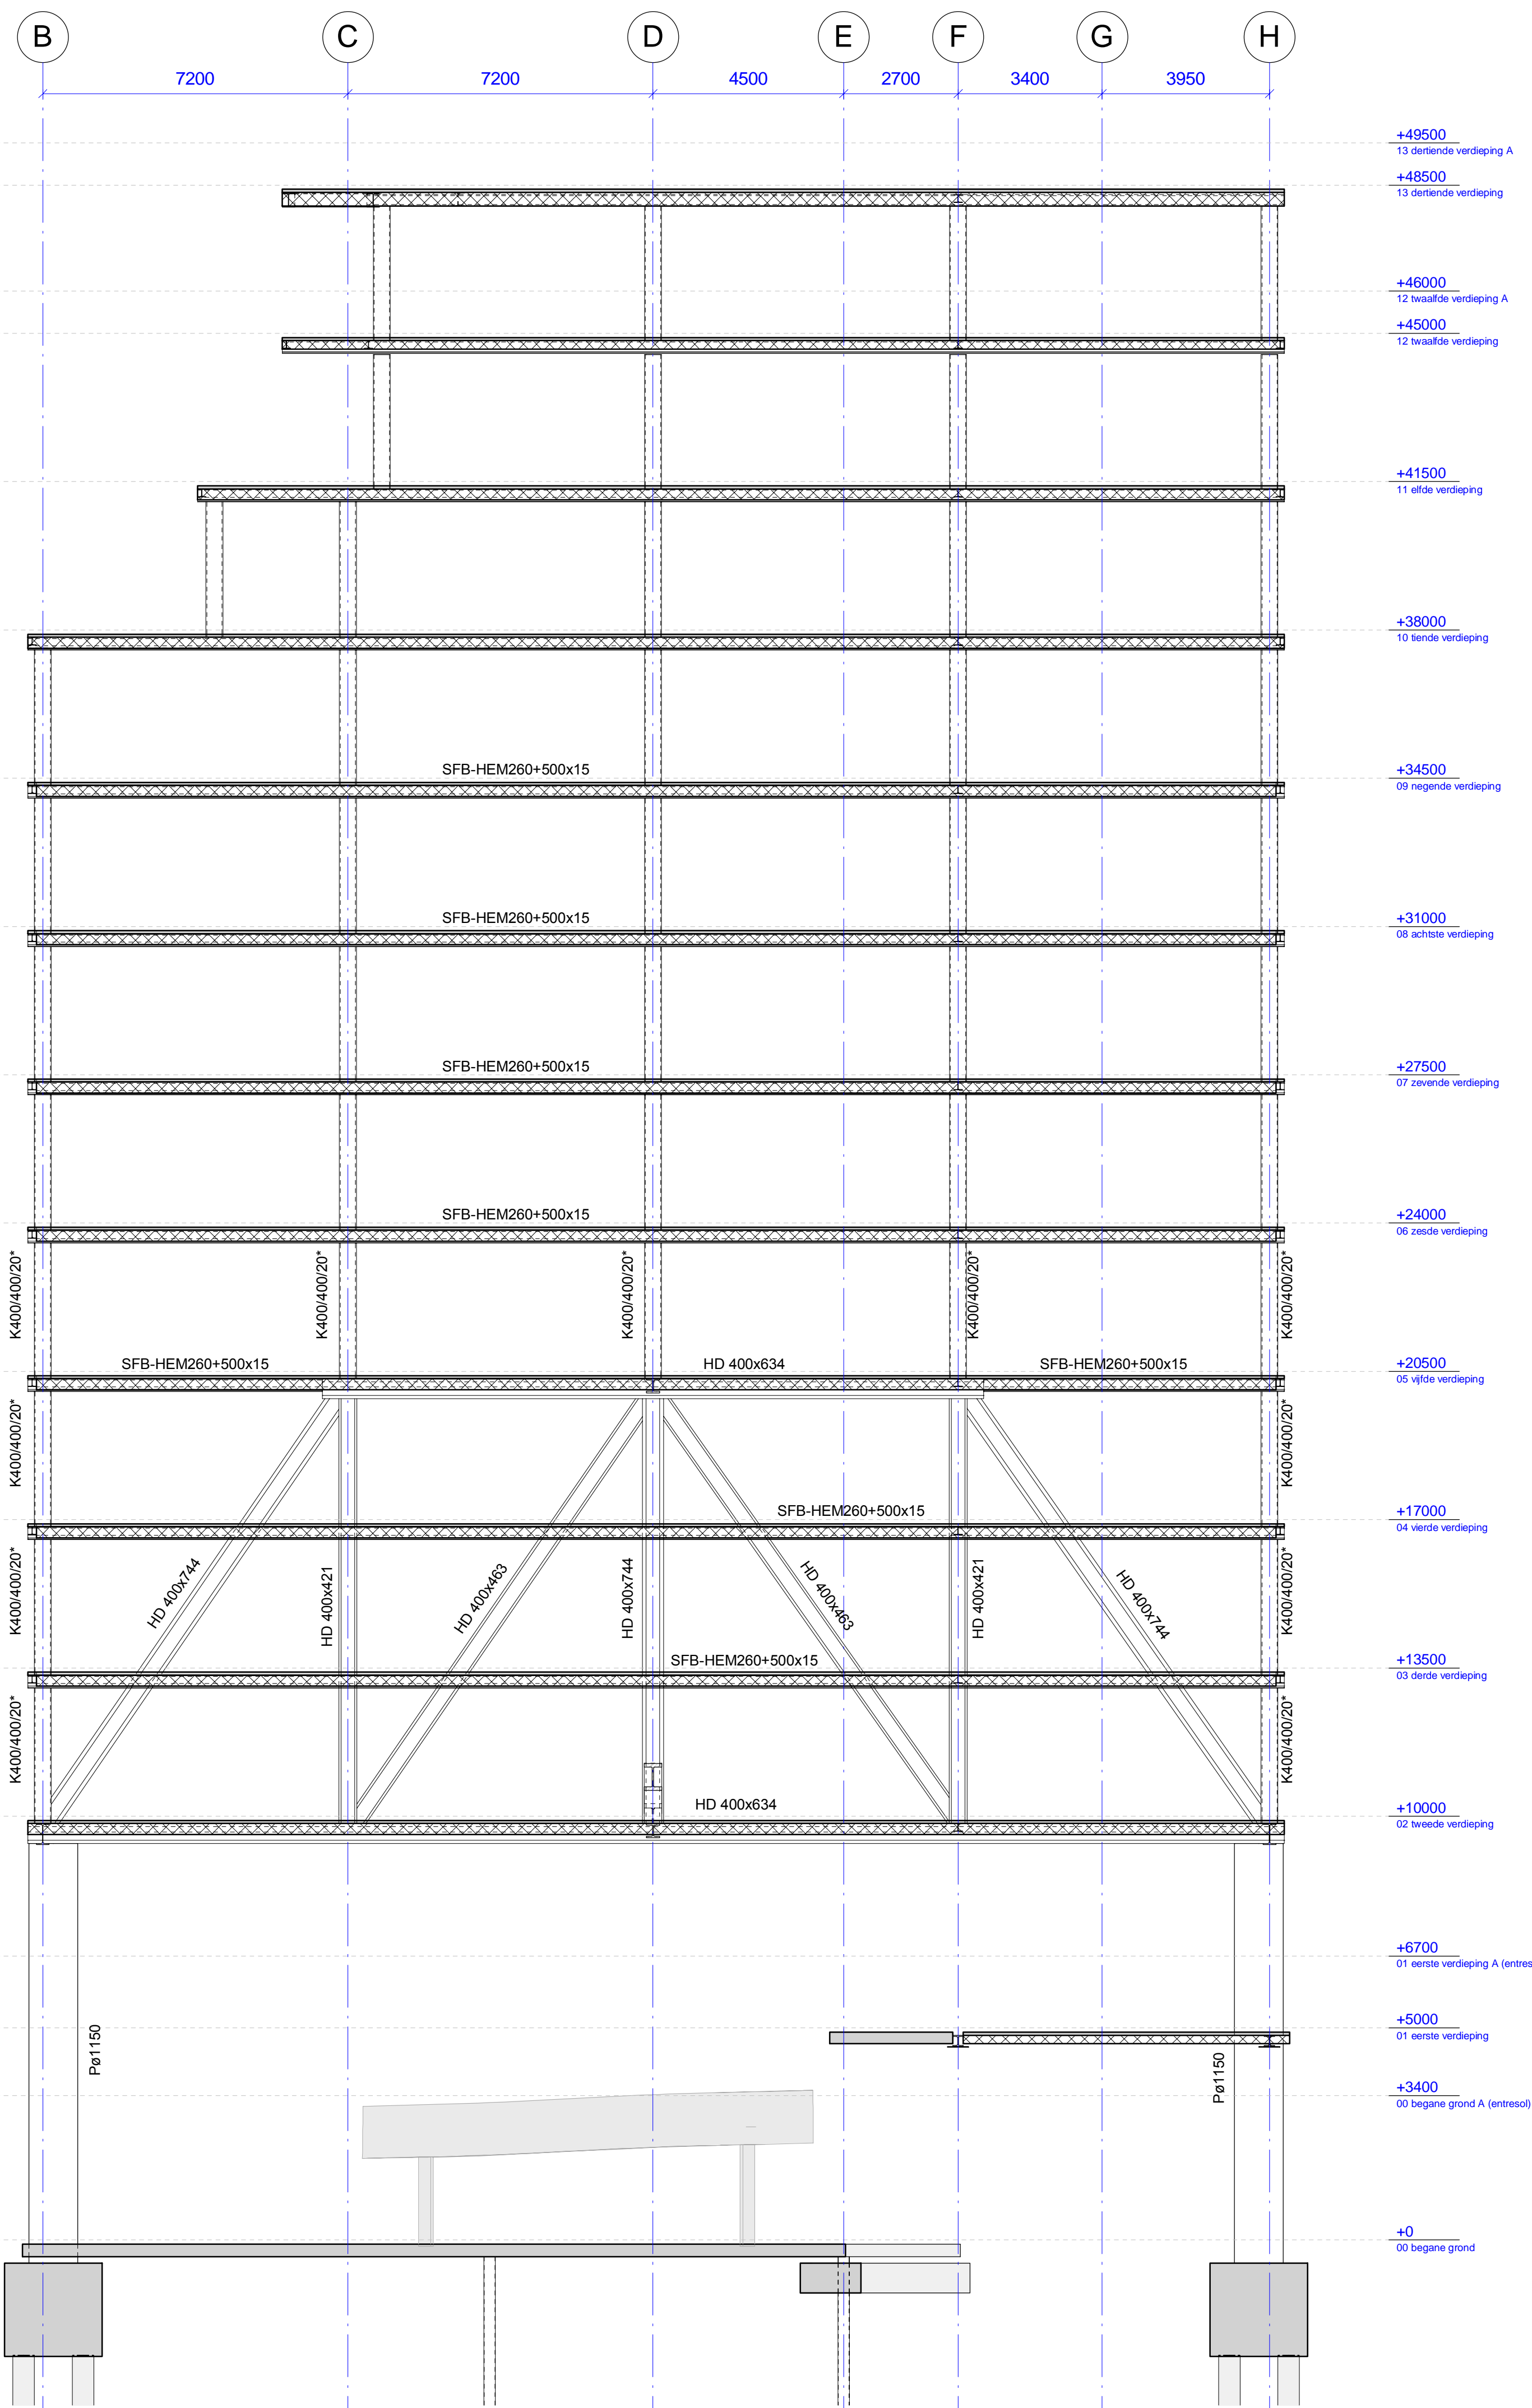 B C D E F G H
7200 7200 4500 2700 3400 3950
+49500
13 dertiende verdieping A
+48500
13 dertiende verdieping
+46000
12 twaalfde verdieping A
+45000
12 twaalfde verdieping
+41500
11 elfde verdieping
+38000
10 tiende verdieping
SFB-HEM260+500x15
+34500
09 negende verdieping
SFB-HEM260+500x15
+31000
08 achtste verdieping
SFB-HEM260+500x15
+27500
07 zevende verdieping
SFB-HEM260+500x15
+24000
06 zesde verdieping
K400/400/20* K400/400/20* K400/400/20* K400/400/20* K400/400/20*
SFB-HEM260+500x15 HD 400x634 SFB-HEM260+500x15
+20500
05 vijfde verdieping
K400/400/20* K400/400/20*
SFB-HEM260+500x15
+17000
04 vierde verdieping
K400/400/20* HD 400x744 HD 400x421 HD 400x463 HD 400x744 HD 400x463 HD 400x421 HD 400x744 K400/400/20*
SFB-HEM260+500x15
+13500
03 derde verdieping
K400/400/20* K400/400/20*
HD 400x634
+10000
02 tweede verdieping
+6700
01 eerste verdieping A (entres
+5000
01 eerste verdieping
Pø1150 Pø1150
+3400
00 begane grond A (entresol)
+0
00 begane grond